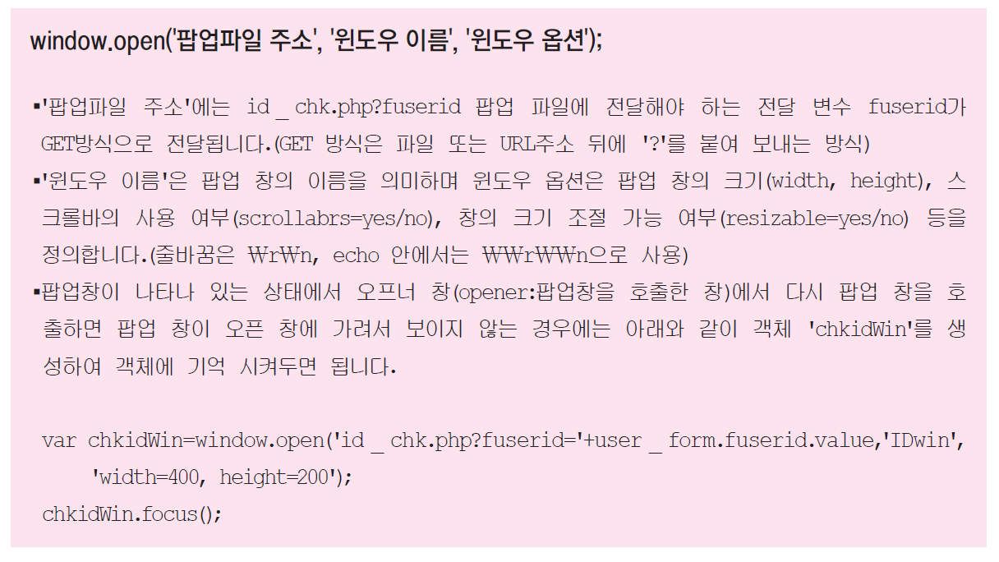 window.open('팝업파일 주소', '윈도우 이름', '윈도우 옵션');
▪'팝업파일 주소'에는 id _ chk.php?fuserid 팝업 파일에 전달해야 하는 전달 변수 fuserid가
GET방식으로 전달됩니다.(GET 방식은 파일 또는 URL주소 뒤에 '?'를 붙여 보내는 방식)
▪'윈도우 이름'은 팝업 창의 이름을 의미하며 윈도우 옵션은 팝업 창의 크기(width, height), 스
크롤바의 사용 여부(scrollabrs=yes/no), 창의 크기 조절 가능 여부(resizable=yes/no) 등을
정의합니다.(줄바꿈은 ₩r₩n, echo 안에서는 ₩₩r₩₩n으로 사용)
▪팝업창이 나타나 있는 상태에서 오프너 창(opener:팝업창을 호출한 창)에서 다시 팝업 창을 호
출하면 팝업 창이 오픈 창에 가려서 보이지 않는 경우에는 아래와 같이 객체 'chkidWin'를 생
성하여 객체에 기억 시켜두면 됩니다.
var chkidWin=window.open('id _ chk.php?fuserid='+user _ form.fuserid.value,'IDwin',
'width=400, height=200');
chkidWin.focus();